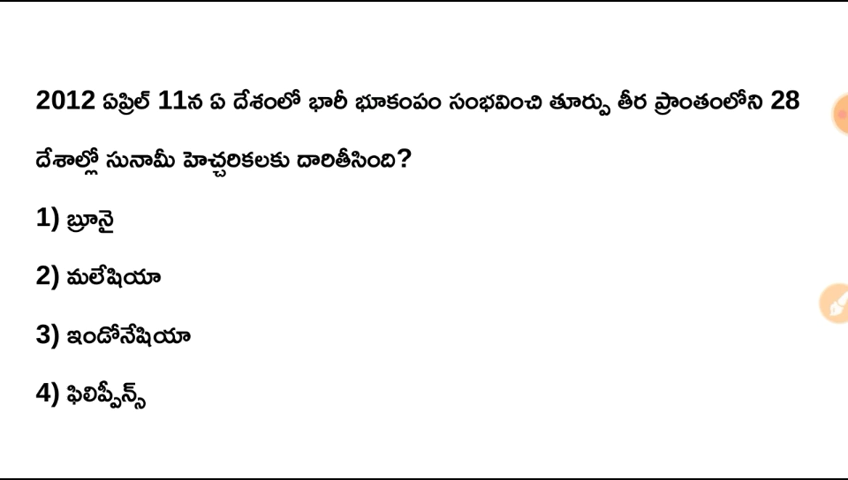 2012 ఏప్రిల్ 11న ఏ దేశంలో భారీ భూకంపం సంభవించి తూర్పు తీర ప్రాంతంలోని 28
దేశాల్లో సునామీ హెచ్చరికలకు దారితీసింది?
1) బ్రూనై
2) మలేషియా
3) ఇండోనేషియా
4) ఫిలిప్పీన్స్